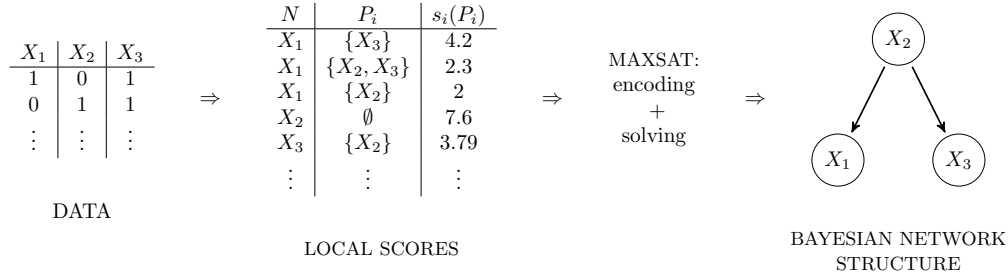 X₁ X₂ X₃
1 0 1
0 1 1
⋮ ⋮ ⋮
DATA
⇒
N Pᵢ sᵢ(Pᵢ)
X₁ {X₃} 4.2
X₁ {X₂, X₃} 2.3
X₁ {X₂} 2
X₂ ∅ 7.6
X₃ {X₂} 3.79
⋮ ⋮ ⋮
LOCAL SCORES
⇒
MAXSAT:
encoding
+
solving
⇒
X₂
X₁ X₃
BAYESIAN NETWORK
STRUCTURE